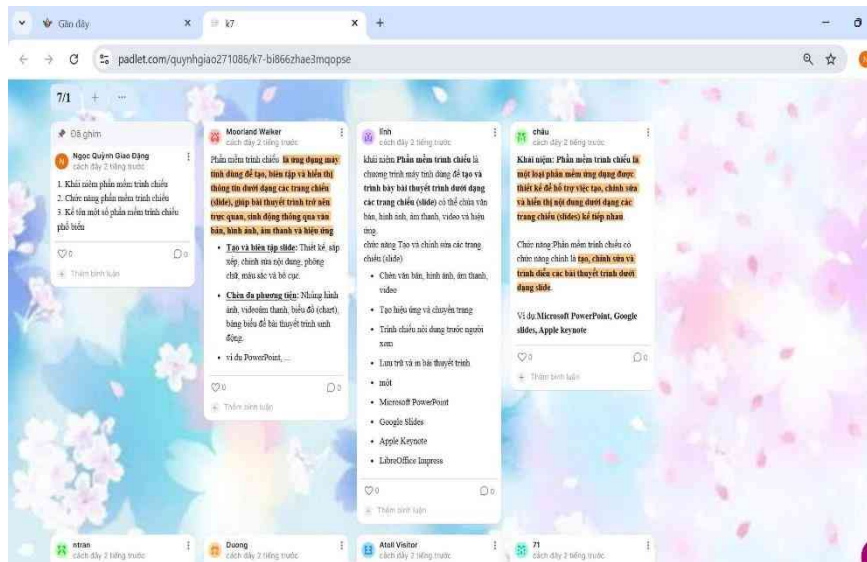 Gần đây
k7
padlet.com/quynhgiao271086/k7-bi866zhae3mqopse
7/1
Đã ghim
Ngọc Quỳnh Giao Đặng
cách đây 2 tiếng trước
1. Khái niệm phần mềm trình chiếu
2. Chức năng phần mềm trình chiếu
3. Kể tên một số phần mềm trình chiếu
phổ biến
0
0
Thêm bình luận
Moorland Walker
cách đây 2 tiếng trước
Phần mềm trình chiếu là ứng dụng máy
tính dùng để tạo, biên tập và hiển thị
thông tin dưới dạng các trang chiếu
(slide), giúp bài thuyết trình trở nên
trực quan, sinh động thông qua văn
bản, hình ảnh, âm thanh và hiệu ứng
Tạo và biên tập slide: Thiết kế, sắp
xếp, chỉnh sửa nội dung, phông
chữ, màu sắc và bố cục.
Chèn đa phương tiện: Nhúng hình
ảnh, videoâm thanh, biểu đồ (chart),
bảng biểu để bài thuyết trình sinh
động.
ví dụ PowerPoint, ...
0
0
Thêm bình luận
lĩnh
cách đây 2 tiếng trước
khái niệm Phần mềm trình chiếu là
chương trình máy tính dùng để tạo và
trình bày bài thuyết trình dưới dạng
các trang chiếu (slide) có thể chứa văn
bản, hình ảnh, âm thanh, video và hiệu
ứng.
chức năng Tạo và chỉnh sửa các trang
chiếu (slide)
Chèn văn bản, hình ảnh, âm thanh,
video
Tạo hiệu ứng và chuyển trang
Trình chiếu nội dung trước người
xem
Lưu trữ và in bài thuyết trình
một
Microsoft PowerPoint
Google Slides
Apple Keynote
LibreOffice Impress
0
0
Thêm bình luận
châu
cách đây 2 tiếng trước
Khái niệm: Phần mềm trình chiếu là
một loại phần mềm ứng dụng được
thiết kế để hỗ trợ việc tạo, chỉnh sửa
và hiển thị nội dung dưới dạng các
trang chiếu (slides) kế tiếp nhau.
Chức năng:Phần mềm trình chiếu có
chức năng chính là tạo, chỉnh sửa và
trình diễn các bài thuyết trình dưới
dạng slide.
Ví dụ:Microsoft PowerPoint, Google
slides, Apple keynote
0
0
Thêm bình luận
ntran
cách đây 2 tiếng trước
Duong
cách đây 2 tiếng trước
Atoll Visitor
cách đây 2 tiếng trước
71
cách đây 2 tiếng trước